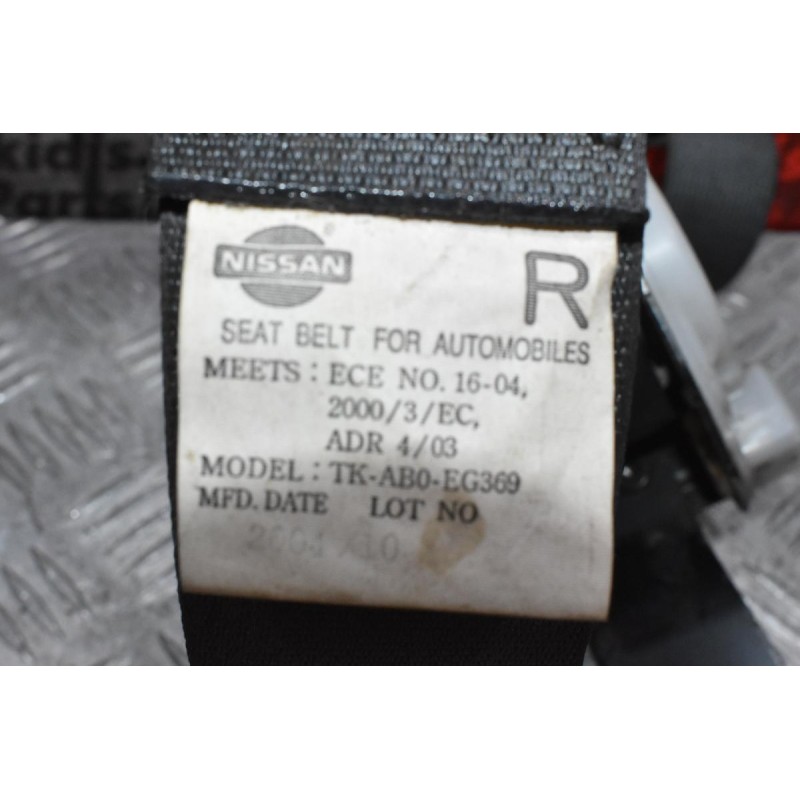 NISSAN
R
SEAT BELT FOR AUTOMOBILES
MEETS : ECE NO. 16-04,
2000/3/EC,
ADR 4/03
MODEL : TK-AB0-EG369
MFD. DATE LOT NO